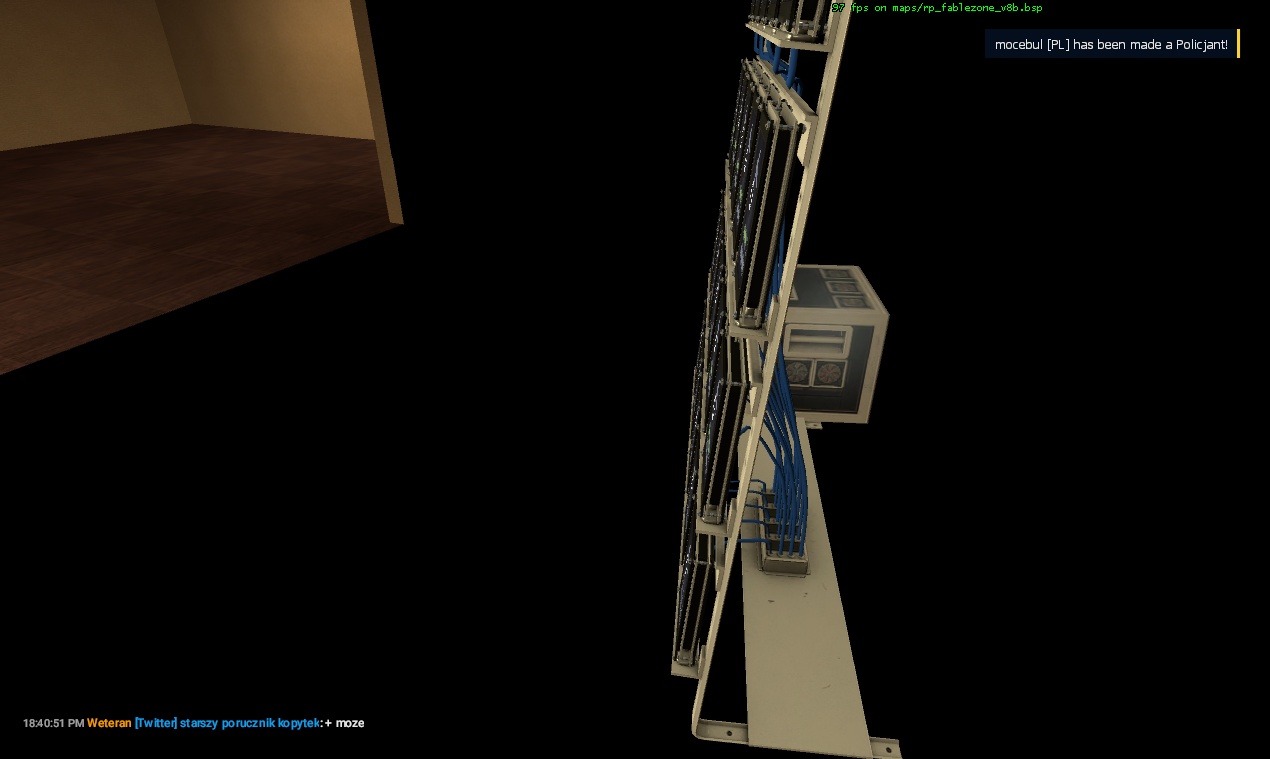 97 fps on maps/rp_fablezone_v8b.bsp
mocebul [PL] has been made a Policjant!
18:40:51 PM Weteran [Twitter] starszy porucznik kopytek: + moze